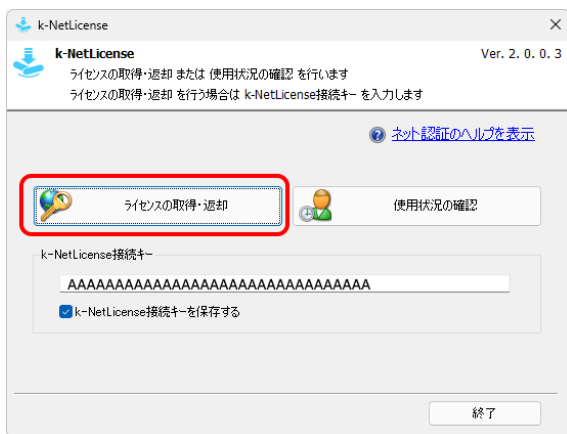 k-NetLicense
k-NetLicense
Ver. 2. 0. 0. 3
ライセンスの取得・返却 または 使用状況の確認 を行います
ライセンスの取得・返却 を行う場合は k-NetLicense接続キー を入力します
ネット認証のヘルプを表示
ライセンスの取得・返却
使用状況の確認
k-NetLicense接続キー
AAAAAAAAAAAAAAAAAAAAAAAAAAAAAAAA
k-NetLicense接続キーを保存する
終了